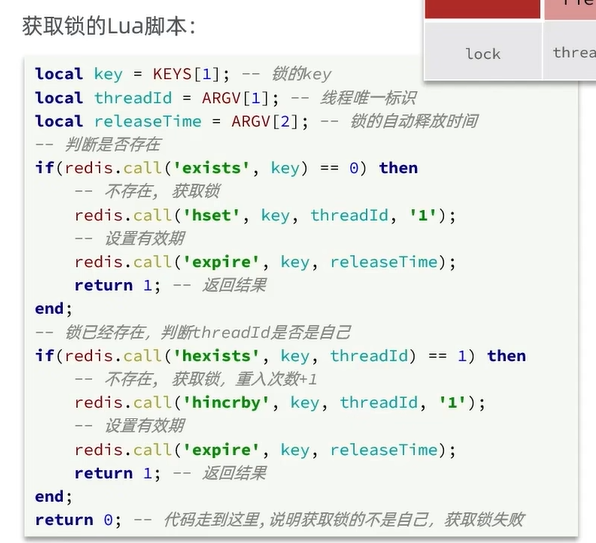 获取锁的Lua脚本：
lock
local key = KEYS[1]; -- 锁的key
local threadId = ARGV[1]; -- 线程唯一标识
local releaseTime = ARGV[2]; -- 锁的自动释放时间
-- 判断是否存在
if(redis.call('exists', key) == 0) then
    -- 不存在, 获取锁
    redis.call('hset', key, threadId, '1');
    -- 设置有效期
    redis.call('expire', key, releaseTime);
    return 1; -- 返回结果
end;
-- 锁已经存在，判断threadId是否是自己
if(redis.call('hexists', key, threadId) == 1) then
    -- 不存在, 获取锁，重入次数+1
    redis.call('hincrby', key, threadId, '1');
    -- 设置有效期
    redis.call('expire', key, releaseTime);
    return 1; -- 返回结果
end;
return 0; -- 代码走到这里,说明获取锁的不是自己，获取锁失败